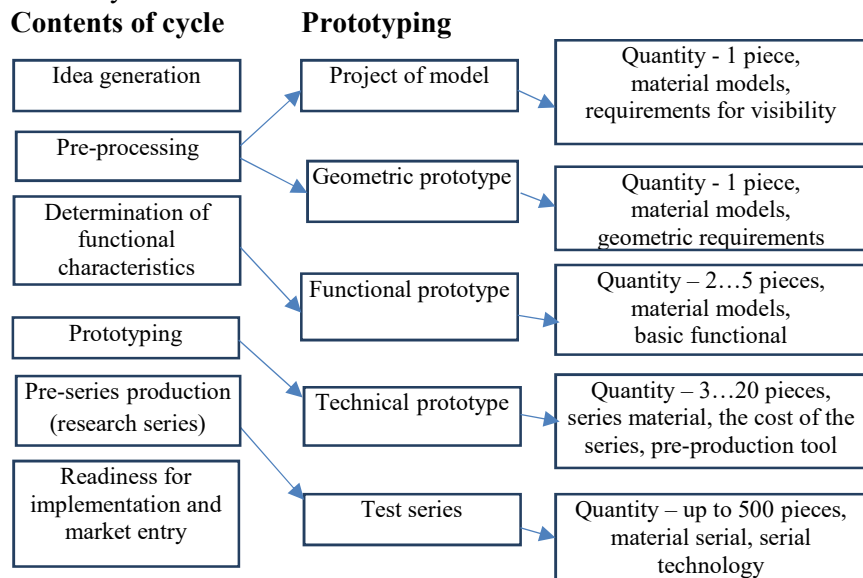 Contents of cycle
Prototyping
Idea generation
Project of model
Quantity - 1 piece,
material models,
requirements for visibility
Pre-processing
Geometric prototype
Quantity - 1 piece,
material models,
geometric requirements
Determination of
functional
characteristics
Functional prototype
Quantity – 2…5 pieces,
material models,
basic functional
Prototyping
Technical prototype
Quantity – 3…20 pieces,
series material, the cost of the
series, pre-production tool
Pre-series production
(research series)
Readiness for
implementation and
market entry
Test series
Quantity – up to 500 pieces,
material serial, serial
technology